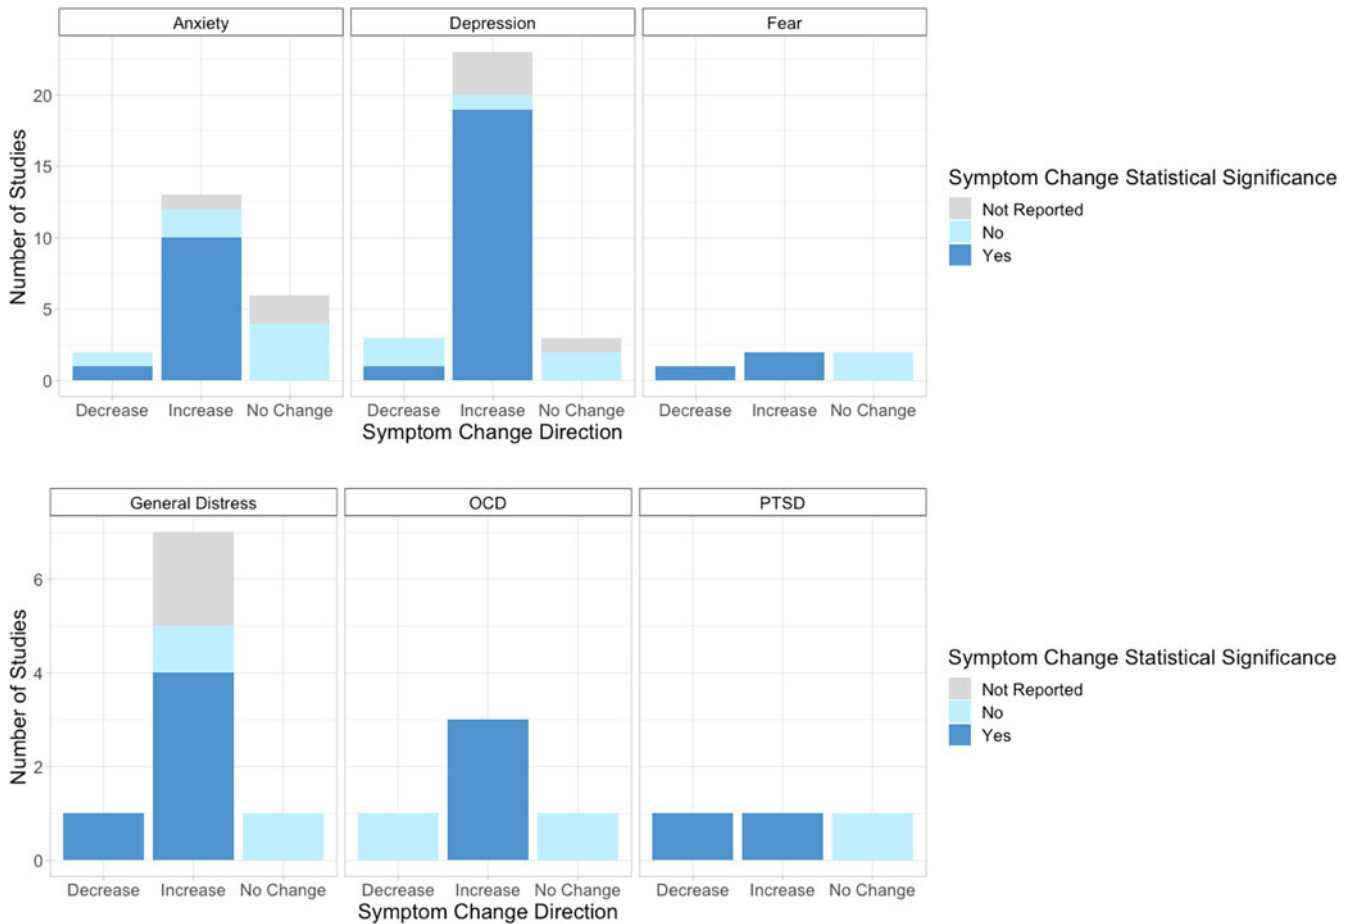 Anxiety Depression Fear
Number of Studies
20
15
10
5
0
Decrease Increase No Change Decrease Increase No Change Decrease Increase No Change
Symptom Change Direction
Symptom Change Statistical Significance
Not Reported
No
Yes
General Distress OCD PTSD
Number of Studies
6
4
2
0
Decrease Increase No Change Decrease Increase No Change Decrease Increase No Change
Symptom Change Direction
Symptom Change Statistical Significance
Not Reported
No
Yes